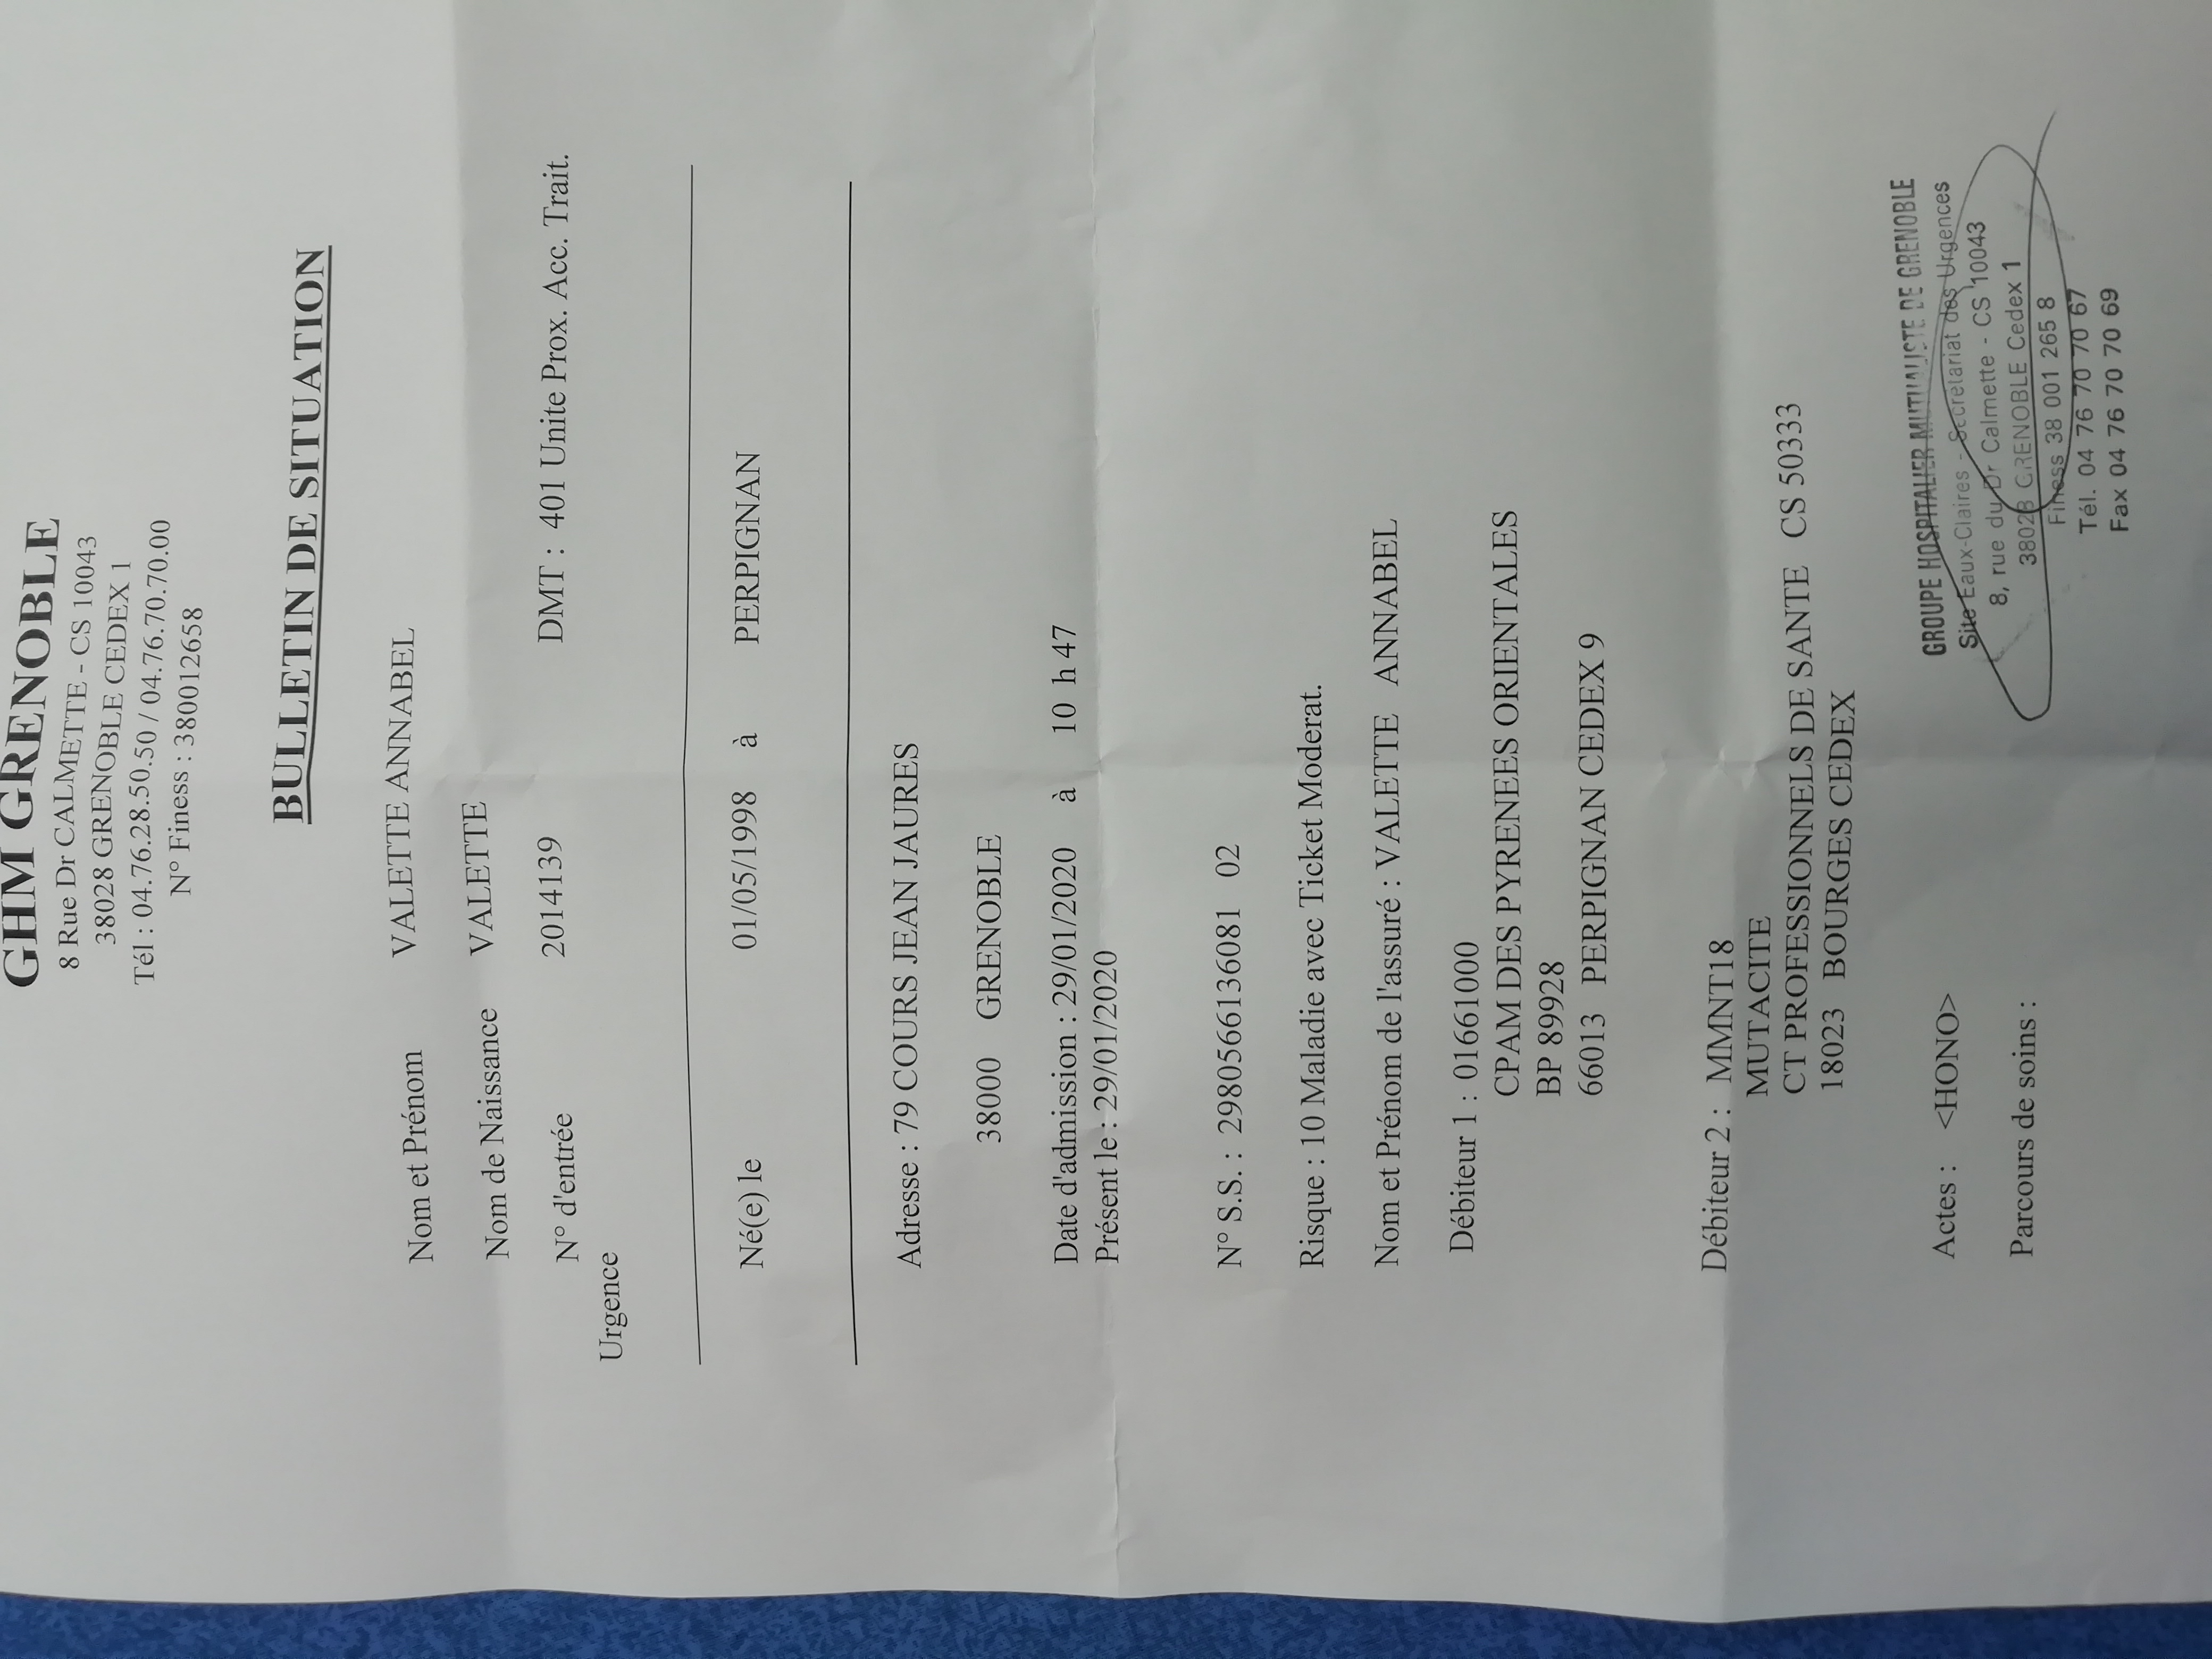 GHM GRENOBLE
8 Rue Dr CALMETTE - CS 10043
38028 GRENOBLE CEDEX 1
Tél : 04.76.28.50.50 / 04.76.70.70.00
N° Finess : 380012658
BULLETIN DE SITUATION
Nom et Prénom VALETTE ANNABEL
Nom de Naissance VALETTE
N° d'entrée 2014139 DMT : 401 Unite Prox. Acc. Trait.
Urgence
Né(e) le 01/05/1998 à PERPIGNAN
Adresse : 79 COURS JEAN JAURES
38000 GRENOBLE
Date d'admission : 29/01/2020 à 10 h 47
Présent le : 29/01/2020
N° S.S. : 2980566136081 02
Risque : 10 Maladie avec Ticket Moderat.
Nom et Prénom de l'assuré : VALETTE ANNABEL
Débiteur 1 : 01661000
CPAM DES PYRENEES ORIENTALES
BP 89928
66013 PERPIGNAN CEDEX 9
Débiteur 2 : MMNT18
MUTACITE
CT PROFESSIONNELS DE SANTE CS 50333
18023 BOURGES CEDEX
Actes : <HONO>
Parcours de soins :
GROUPE HOSPITALIER MUTUALISTE DE GRENOBLE
Site Eaux-Claires - Secretariat des Urgences
8, rue du Dr Calmette - CS 10043
38028 GRENOBLE Cedex 1
Finess 38 001 265 8
Tél. 04 76 70 70 67
Fax 04 76 70 70 69